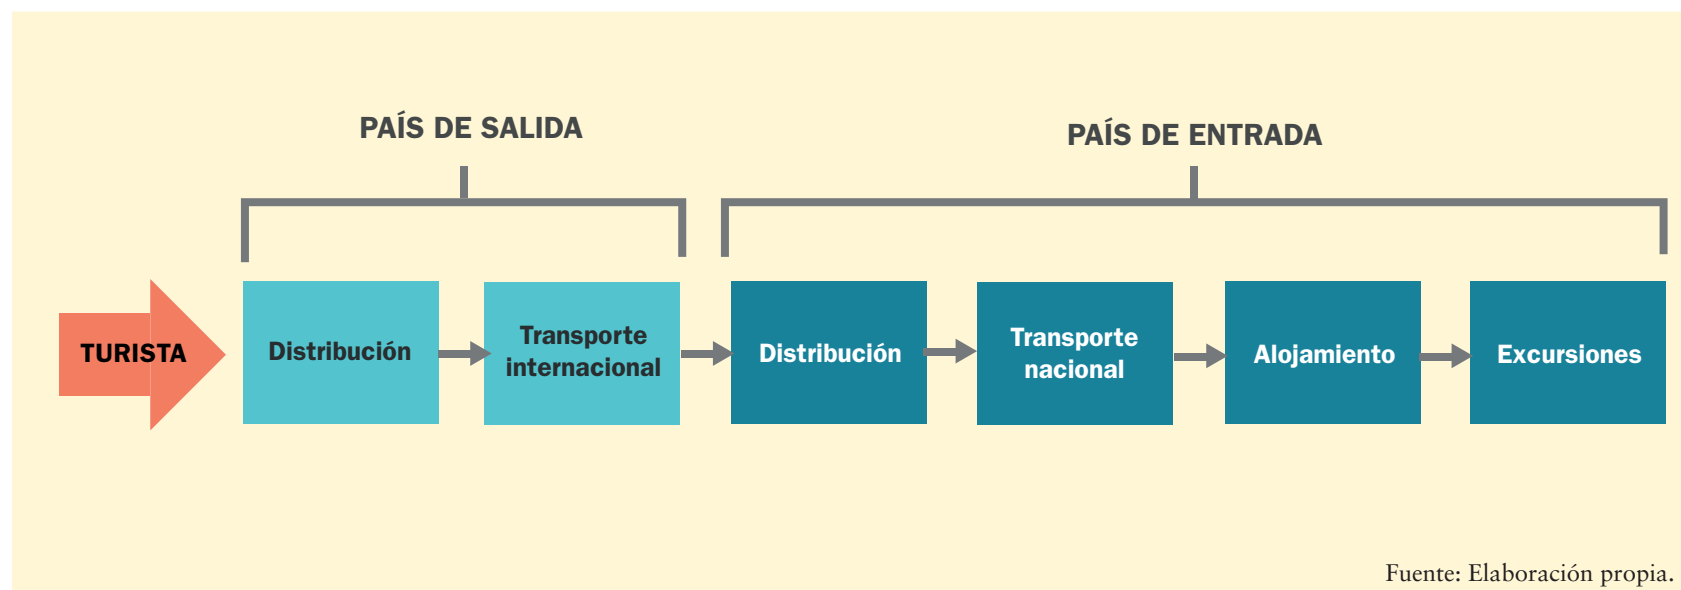 PAÍS DE SALIDA
PAÍS DE ENTRADA
TURISTA
Distribución
Transporte
internacional
Distribución
Transporte
nacional
Alojamiento
Excursiones
Fuente: Elaboración propia.